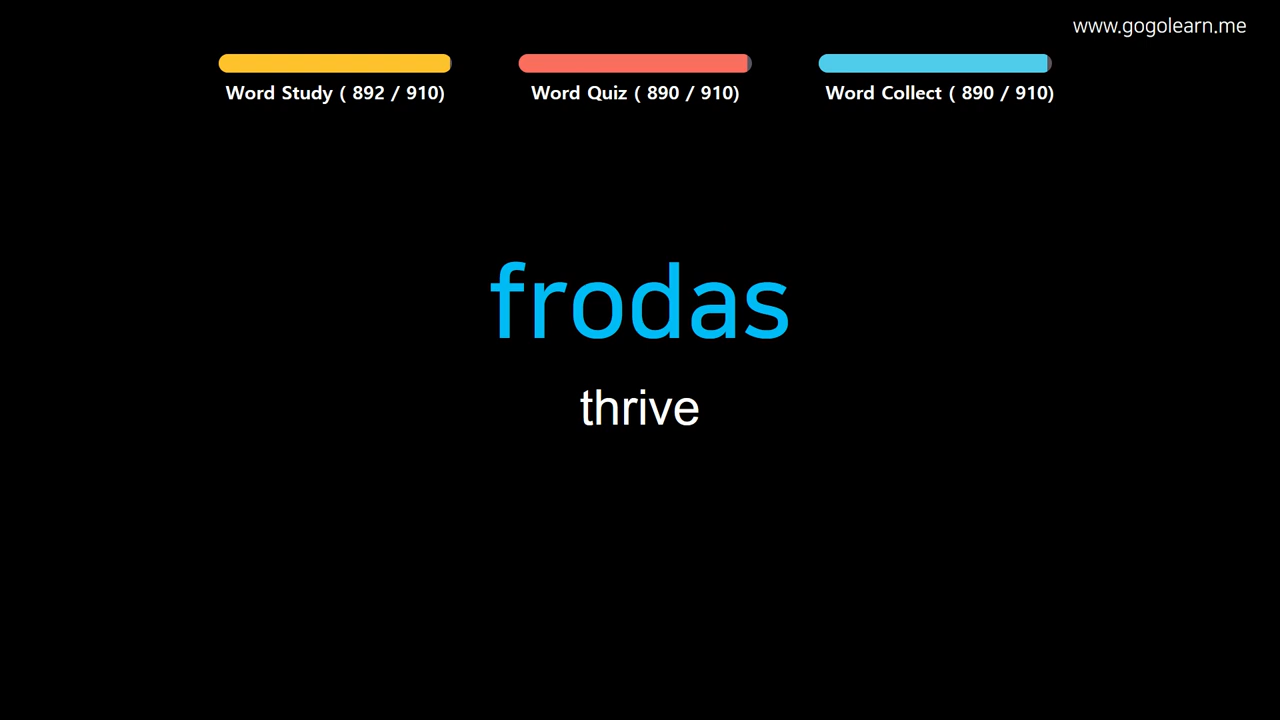 www.gogolearn.me
Word Study ( 892 / 910)
Word Quiz ( 890 / 910)
Word Collect ( 890 / 910)
frodas
thrive